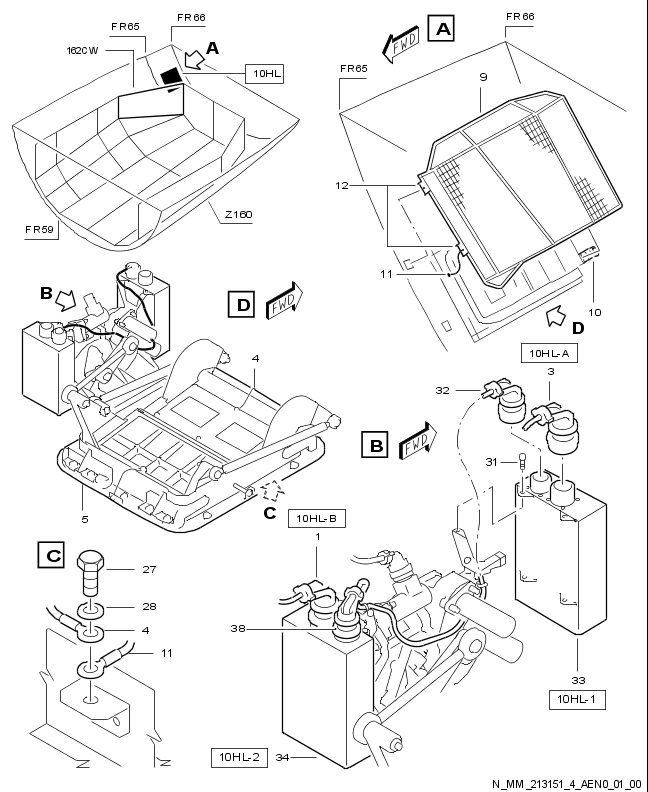 FR66
FR65
162CW
A
10HL
FR59
Z160
FR66
A
FWD
FR65
9
12
11
10
D
B
D
FWD
4
5
C
10HL-A
3
32
B
FWD
31
10HL-B
1
C
27
28
4
11
38
33
10HL-1
10HL-2
34
N_MM_213151_4_AEN0_01_00